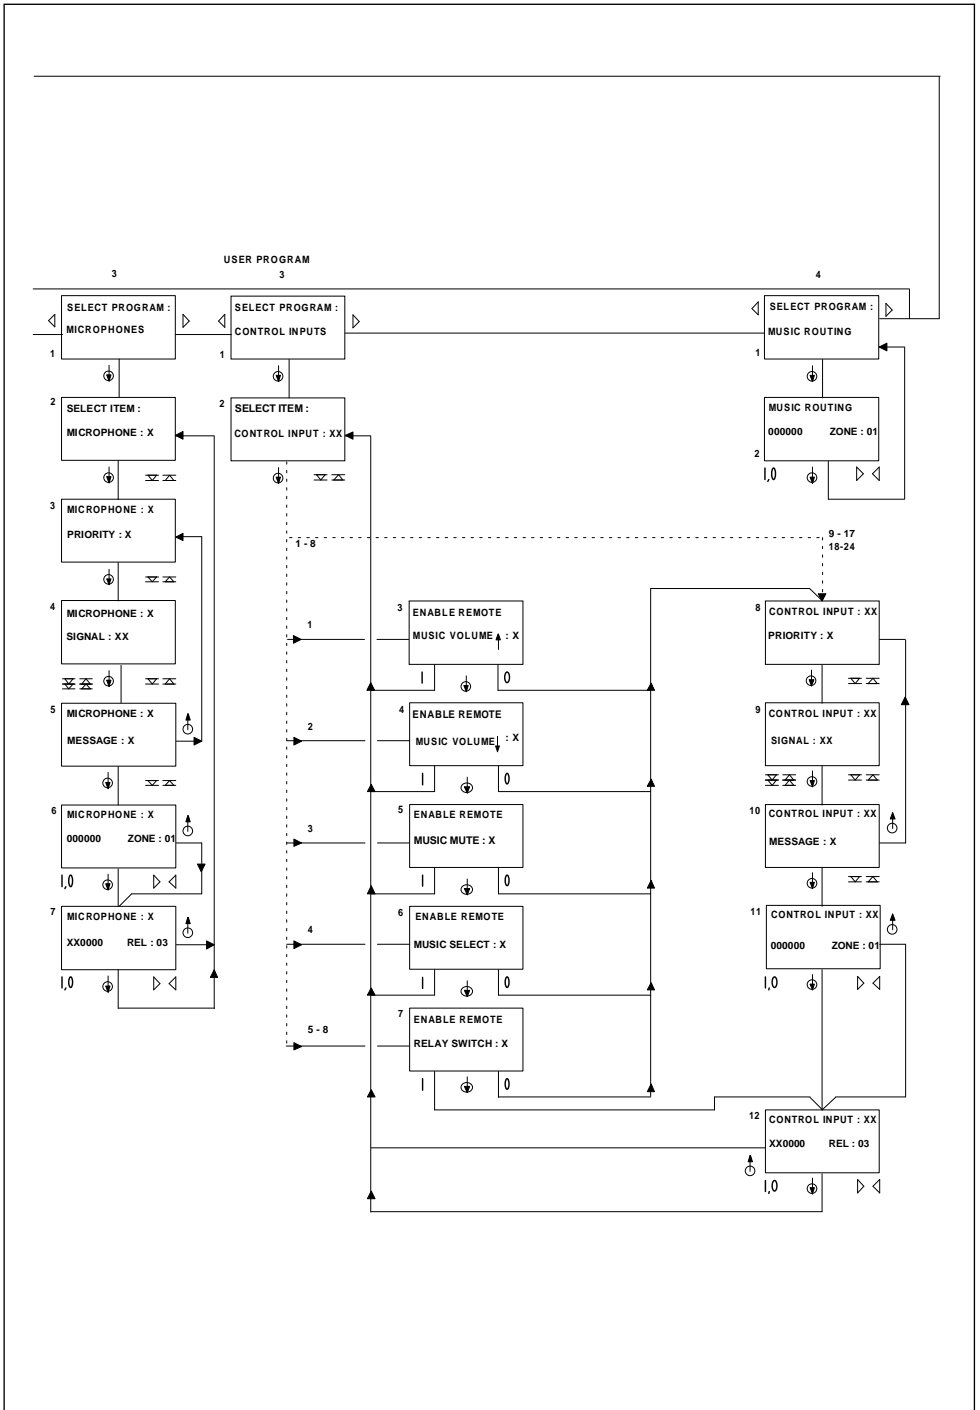 USER PROGRAM
3
3
4
SELECT PROGRAM :
MICROPHONES
1
2
SELECT ITEM :
MICROPHONE : X
3
MICROPHONE : X
PRIORITY : X
4
MICROPHONE : X
SIGNAL : XX
5
MICROPHONE : X
MESSAGE : X
6
MICROPHONE : X
000000 ZONE : 01
I,0
7
MICROPHONE : X
XX0000 REL : 03
I,0
SELECT PROGRAM :
CONTROL INPUTS
1
2
SELECT ITEM :
CONTROL INPUT : XX
1 - 8
1
3
ENABLE REMOTE
MUSIC VOLUME : X
I 0
2
4
ENABLE REMOTE
MUSIC VOLUME : X
I 0
3
5
ENABLE REMOTE
MUSIC MUTE : X
I 0
4
6
ENABLE REMOTE
MUSIC SELECT : X
I 0
5 - 8
7
ENABLE REMOTE
RELAY SWITCH : X
I 0
SELECT PROGRAM :
MUSIC ROUTING
1
MUSIC ROUTING
000000 ZONE : 01
2
I,0
9 - 17
18-24
8
CONTROL INPUT : XX
PRIORITY : X
9
CONTROL INPUT : XX
SIGNAL : XX
10
CONTROL INPUT : XX
MESSAGE : X
11
CONTROL INPUT : XX
000000 ZONE : 01
I,0
12
CONTROL INPUT : XX
XX0000 REL : 03
I,0